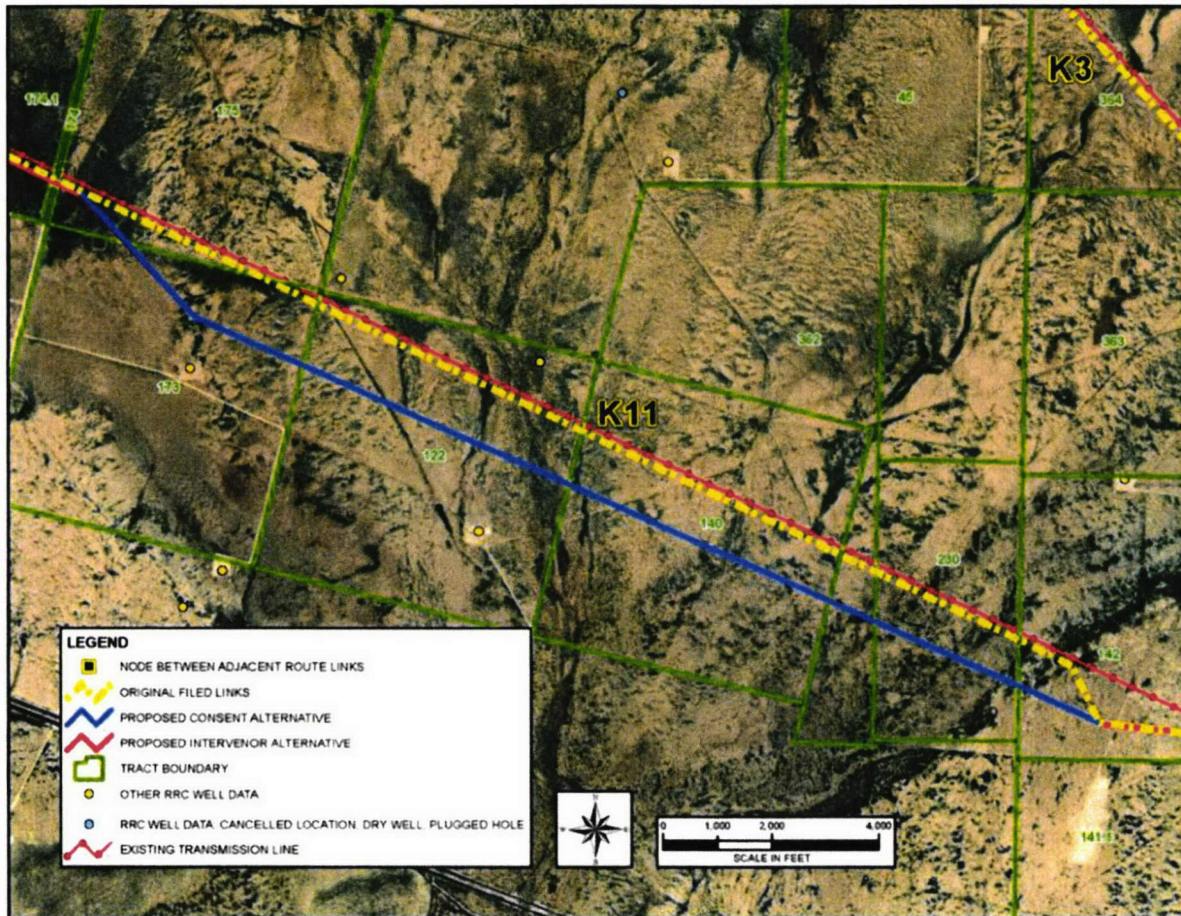 K3
174.1
174
175
45
364
362
363
173
K11
122
140
230
142
141.1
LEGEND
NODE BETWEEN ADJACENT ROUTE LINKS
ORIGINAL FILED LINKS
PROPOSED CONSENT ALTERNATIVE
PROPOSED INTERVENOR ALTERNATIVE
TRACT BOUNDARY
OTHER RRC WELL DATA
RRC WELL DATA, CANCELLED LOCATION, DRY WELL, PLUGGED HOLE
EXISTING TRANSMISSION LINE
N
W E
S
0 1,000 2,000 4,000
SCALE IN FEET